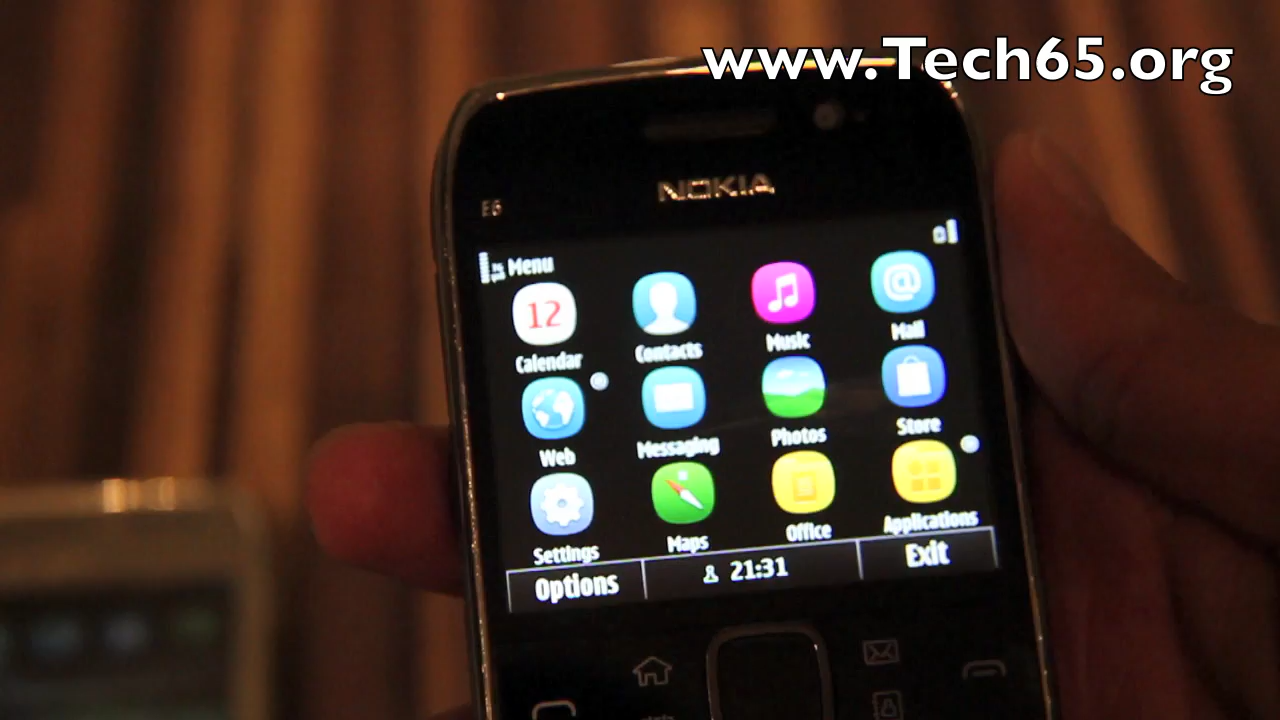 www.Tech65.org
NOKIA
E6
Menu
12
Calendar
Contacts
Music
Mail
Web
Messaging
Photos
Store
Settings
Maps
Office
Applications
Options
21:31
Exit